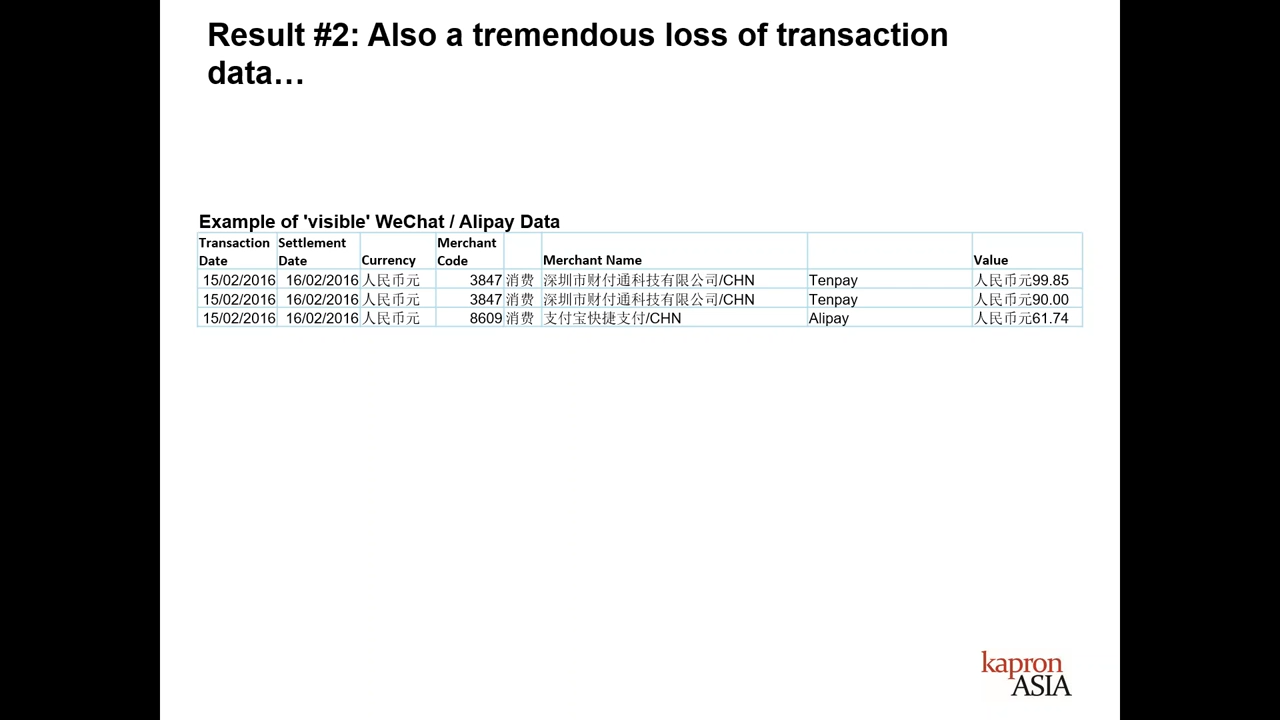 Result #2: Also a tremendous loss of transaction
data…
Example of 'visible' WeChat / Alipay Data
Transaction Date Settlement Date Currency Merchant Code Merchant Name Value
15/02/2016 16/02/2016 人民币元 3847 消费 深圳市财付通科技有限公司/CHN Tenpay 人民币元99.85
15/02/2016 16/02/2016 人民币元 3847 消费 深圳市财付通科技有限公司/CHN Tenpay 人民币元90.00
15/02/2016 16/02/2016 人民币元 8609 消费 支付宝快捷支付/CHN Alipay 人民币元61.74
kapron
ASIA